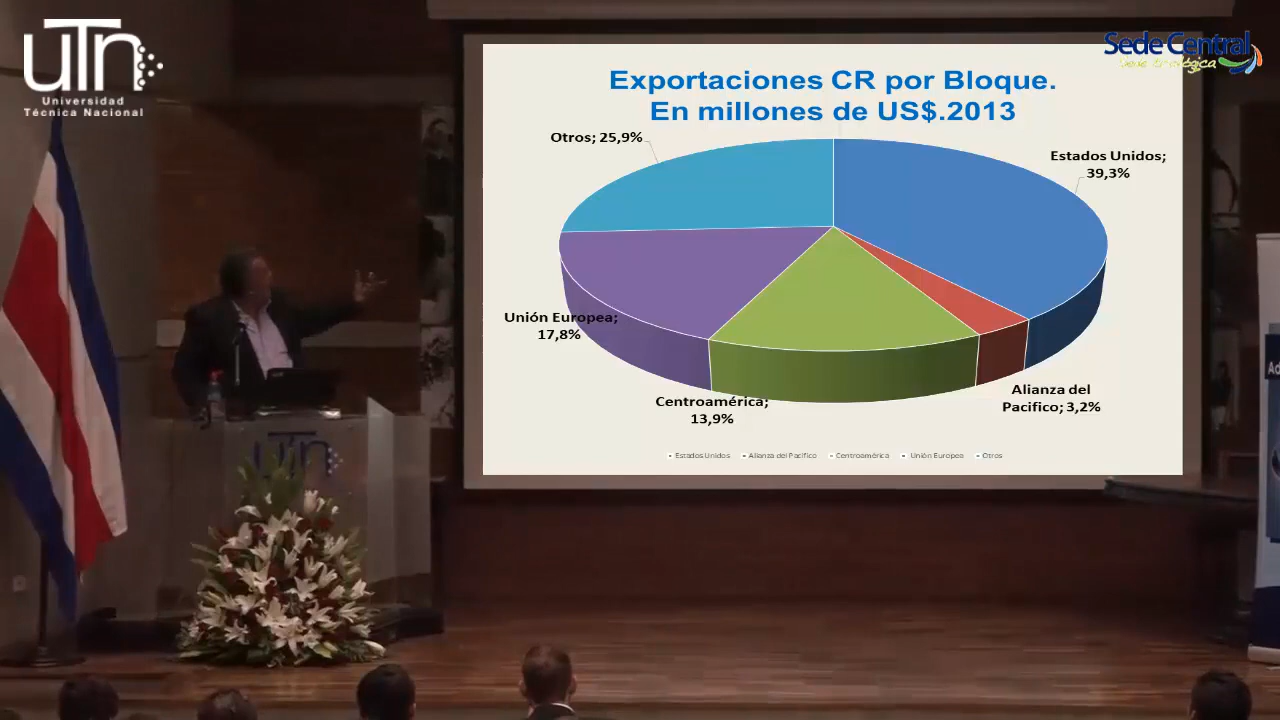 uTn
Universidad
Técnica Nacional
Sede Central
Exportaciones CR por Bloque.
En millones de US$.2013
Otros; 25,9%
Estados Unidos;
39,3%
Unión Europea;
17,8%
Centroamérica;
13,9%
Alianza del
Pacifico; 3,2%
Estados Unidos
Alianza del Pacífico
Centroamérica
Unión Europea
Otros
uTn
Ad